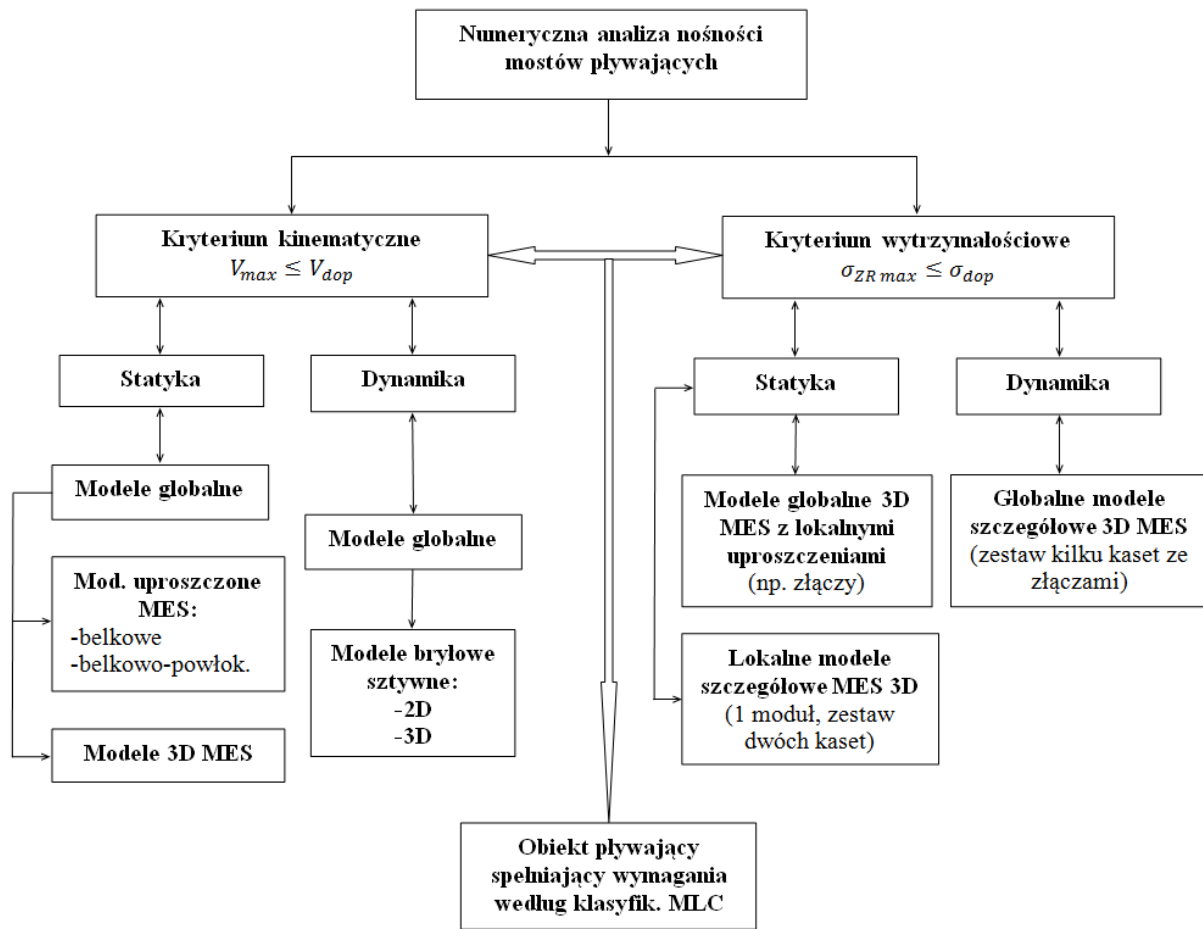 Numeryczna analiza nośności
mostów pływających
Kryterium kinematyczne
V_max ≤ V_dop
Kryterium wytrzymałościowe
σ_ZR max ≤ σ_dop
Statyka
Dynamika
Statyka
Dynamika
Modele globalne
Modele globalne
Mod. uproszczone
MES:
-belkowe
-belkowo-powłok.
Modele 3D MES
Modele bryłowe
sztywne:
-2D
-3D
Modele globalne 3D
MES z lokalnymi
uproszczeniami
(np. złączy)
Globalne modele
szczegółowe 3D MES
(zestaw kilku kaset ze
złączami)
Lokalne modele
szczegółowe MES 3D
(1 moduł, zestaw
dwóch kaset)
Obiekt pływający
spełniający wymagania
według klasyfik. MLC